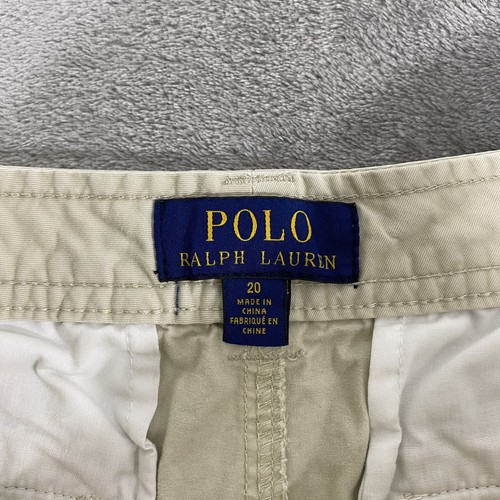 POLO
RALPH LAUREN
20
MADE IN
CHINA
FABRIQUÉ EN
CHINE